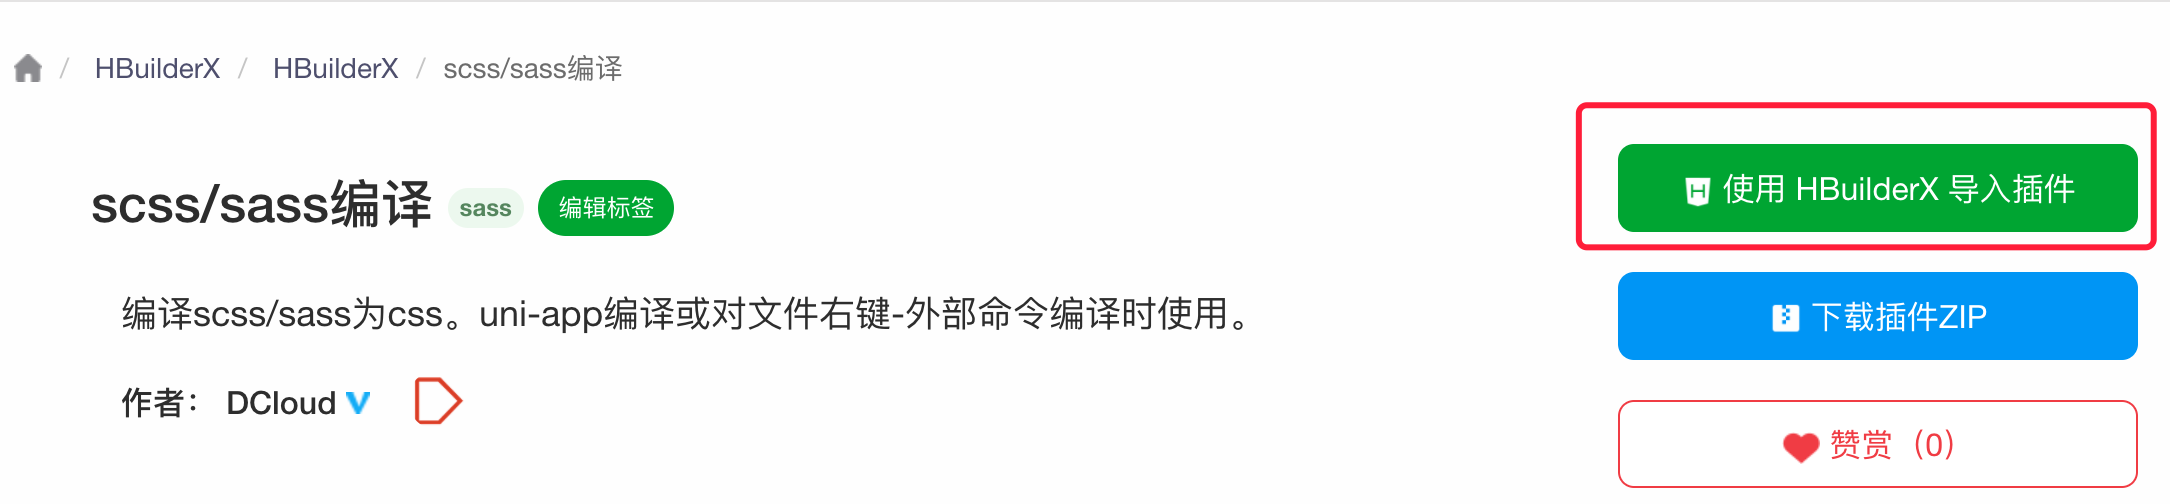 / HBuilderX / HBuilderX / scss/sass编译
scss/sass编译 sass 编辑标签
使用 HBuilderX 导入插件
编译scss/sass为css。uni-app编译或对文件右键-外部命令编译时使用。
下载插件ZIP
作者： DCloud
赞赏（0）